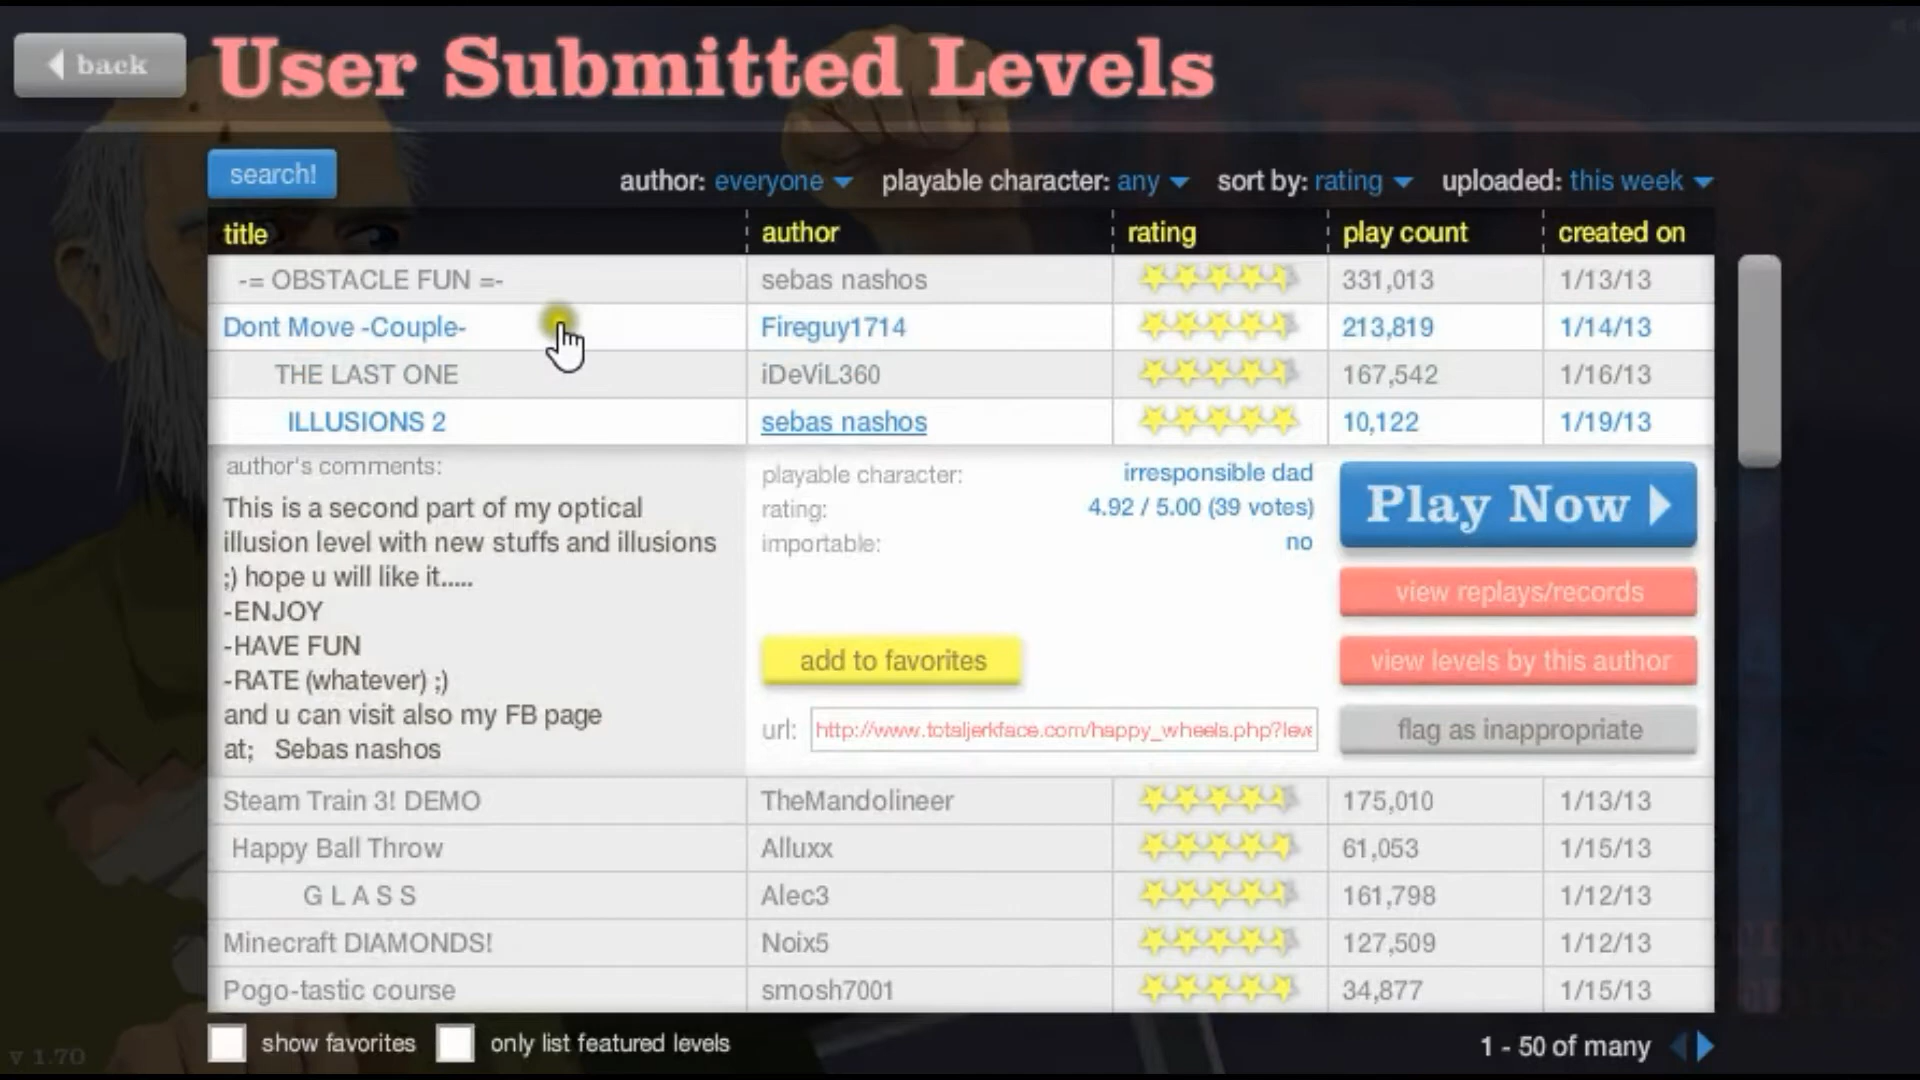 back
User Submitted Levels
search!
author: everyone playable character: any sort by: rating uploaded: this week
title author rating play count created on
-= OBSTACLE FUN =- sebas nashos 331,013 1/13/13
Dont Move -Couple- Fireguy1714 213,819 1/14/13
THE LAST ONE iDeViL360 167,542 1/16/13
ILLUSIONS 2 sebas nashos 10,122 1/19/13
author's comments:
This is a second part of my optical
illusion level with new stuffs and illusions
;) hope u will like it.....
-ENJOY
-HAVE FUN
-RATE (whatever) ;)
and u can visit also my FB page
at; Sebas nashos
playable character: irresponsible dad
rating: 4.92 / 5.00 (39 votes)
importable: no
add to favorites
url: http://www.totaljerkface.com/happy_wheels.php?leve
Play Now
view replays/records
view levels by this author
flag as inappropriate
Steam Train 3! DEMO TheMandolineer 175,010 1/13/13
Happy Ball Throw Alluxx 61,053 1/15/13
G L A S S Alec3 161,798 1/12/13
Minecraft DIAMONDS! Noix5 127,509 1/12/13
Pogo-tastic course smosh7001 34,877 1/15/13
show favorites only list featured levels 1 - 50 of many
v 1.70